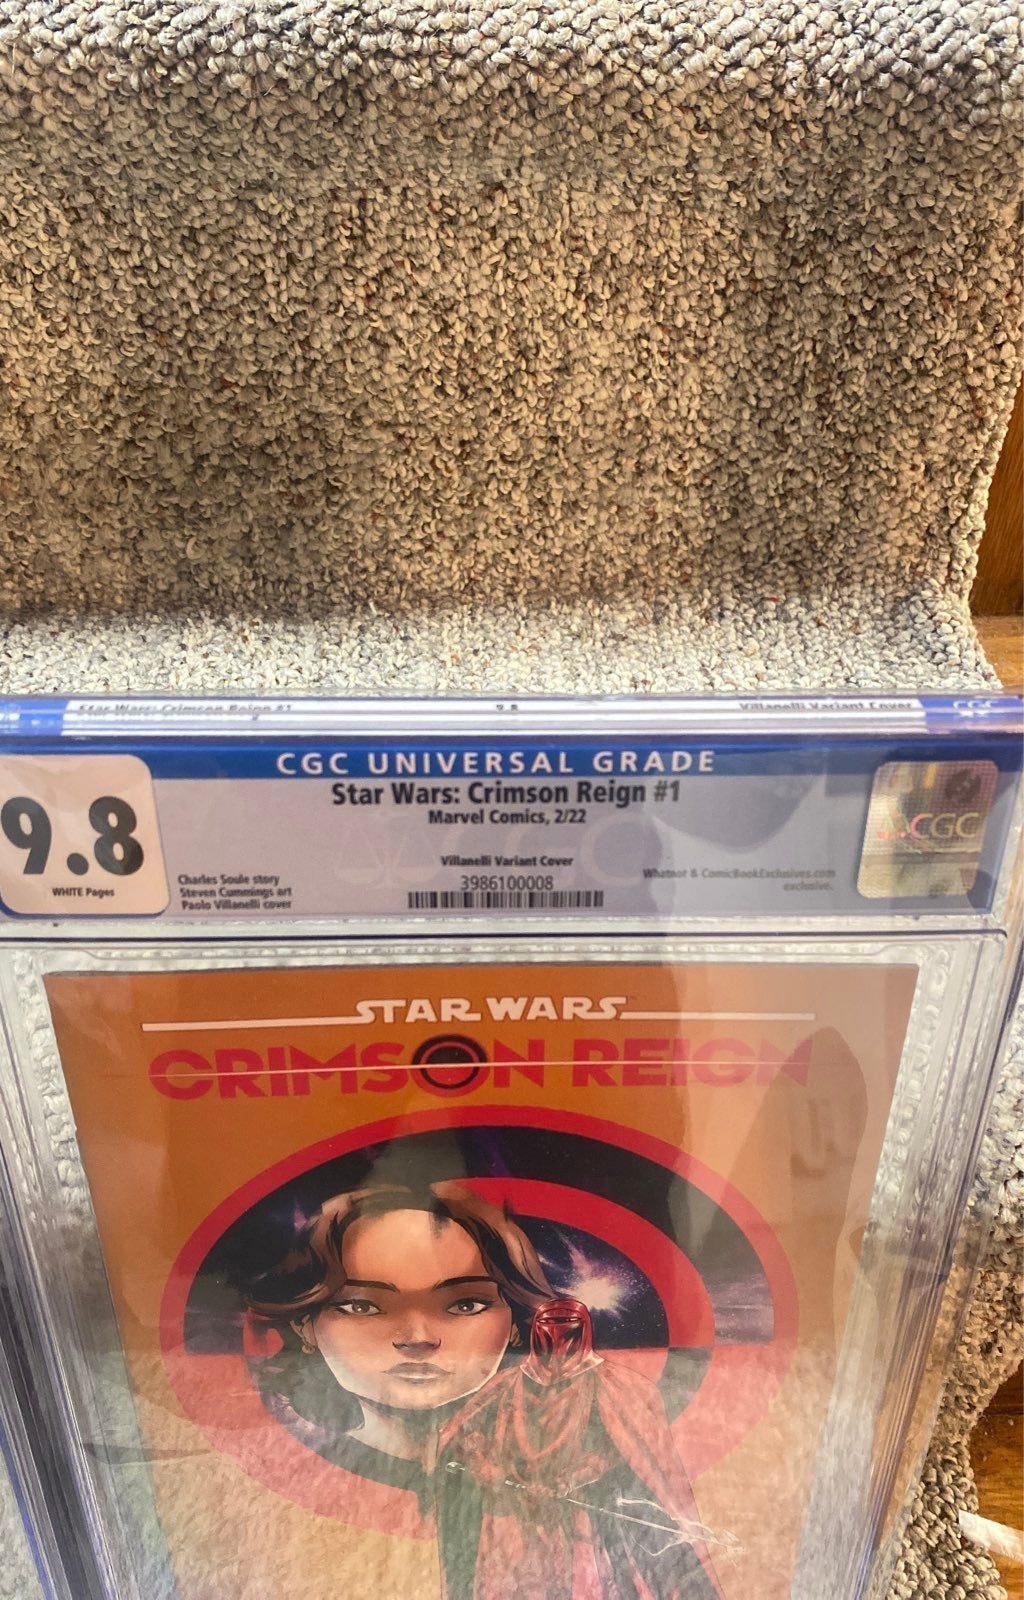 Star Wars: Crimson Reign #1 9.8 Villanelli Variant Cover CGC
CGC UNIVERSAL GRADE
9.8
WHITE Pages
Star Wars: Crimson Reign #1
Marvel Comics, 2/22
Villanelli Variant Cover
3986100008
Charles Soule story
Steven Cummings art
Paolo Villanelli cover
Whatnot & ComicBookExclusives.com
exclusive.
CGC
STAR WARS
CRIMSON REIGN